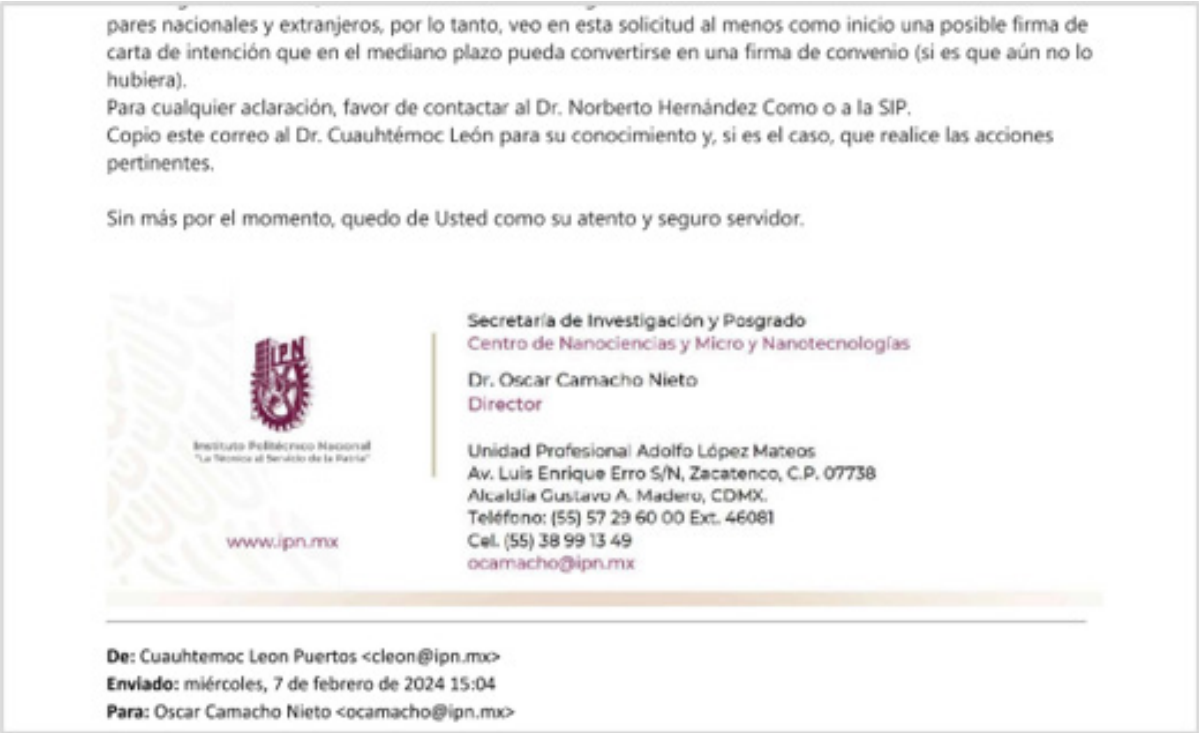 pares nacionales y extranjeros, por lo tanto, veo en esta solicitud al menos como inicio una posible firma de
carta de intención que en el mediano plazo pueda convertirse en una firma de convenio (si es que aún no lo
hubiera).
Para cualquier aclaración, favor de contactar al Dr. Norberto Hernández Como o a la SIP.
Copio este correo al Dr. Cuauhtémoc León para su conocimiento y, si es el caso, que realice las acciones
pertinentes.
Sin más por el momento, quedo de Usted como su atento y seguro servidor.
IPN
Instituto Politécnico Nacional
"La Técnica al Servicio de la Patria"
www.ipn.mx
Secretaría de Investigación y Posgrado
Centro de Nanociencias y Micro y Nanotecnologías
Dr. Oscar Camacho Nieto
Director
Unidad Profesional Adolfo López Mateos
Av. Luis Enrique Erro S/N, Zacatenco, C.P. 07738
Alcaldía Gustavo A. Madero, CDMX.
Teléfono: (55) 57 29 60 00 Ext. 46081
Cel. (55) 38 99 13 49
ocamacho@ipn.mx
De: Cuauhtemoc Leon Puertos <cleon@ipn.mx>
Enviado: miércoles, 7 de febrero de 2024 15:04
Para: Oscar Camacho Nieto <ocamacho@ipn.mx>